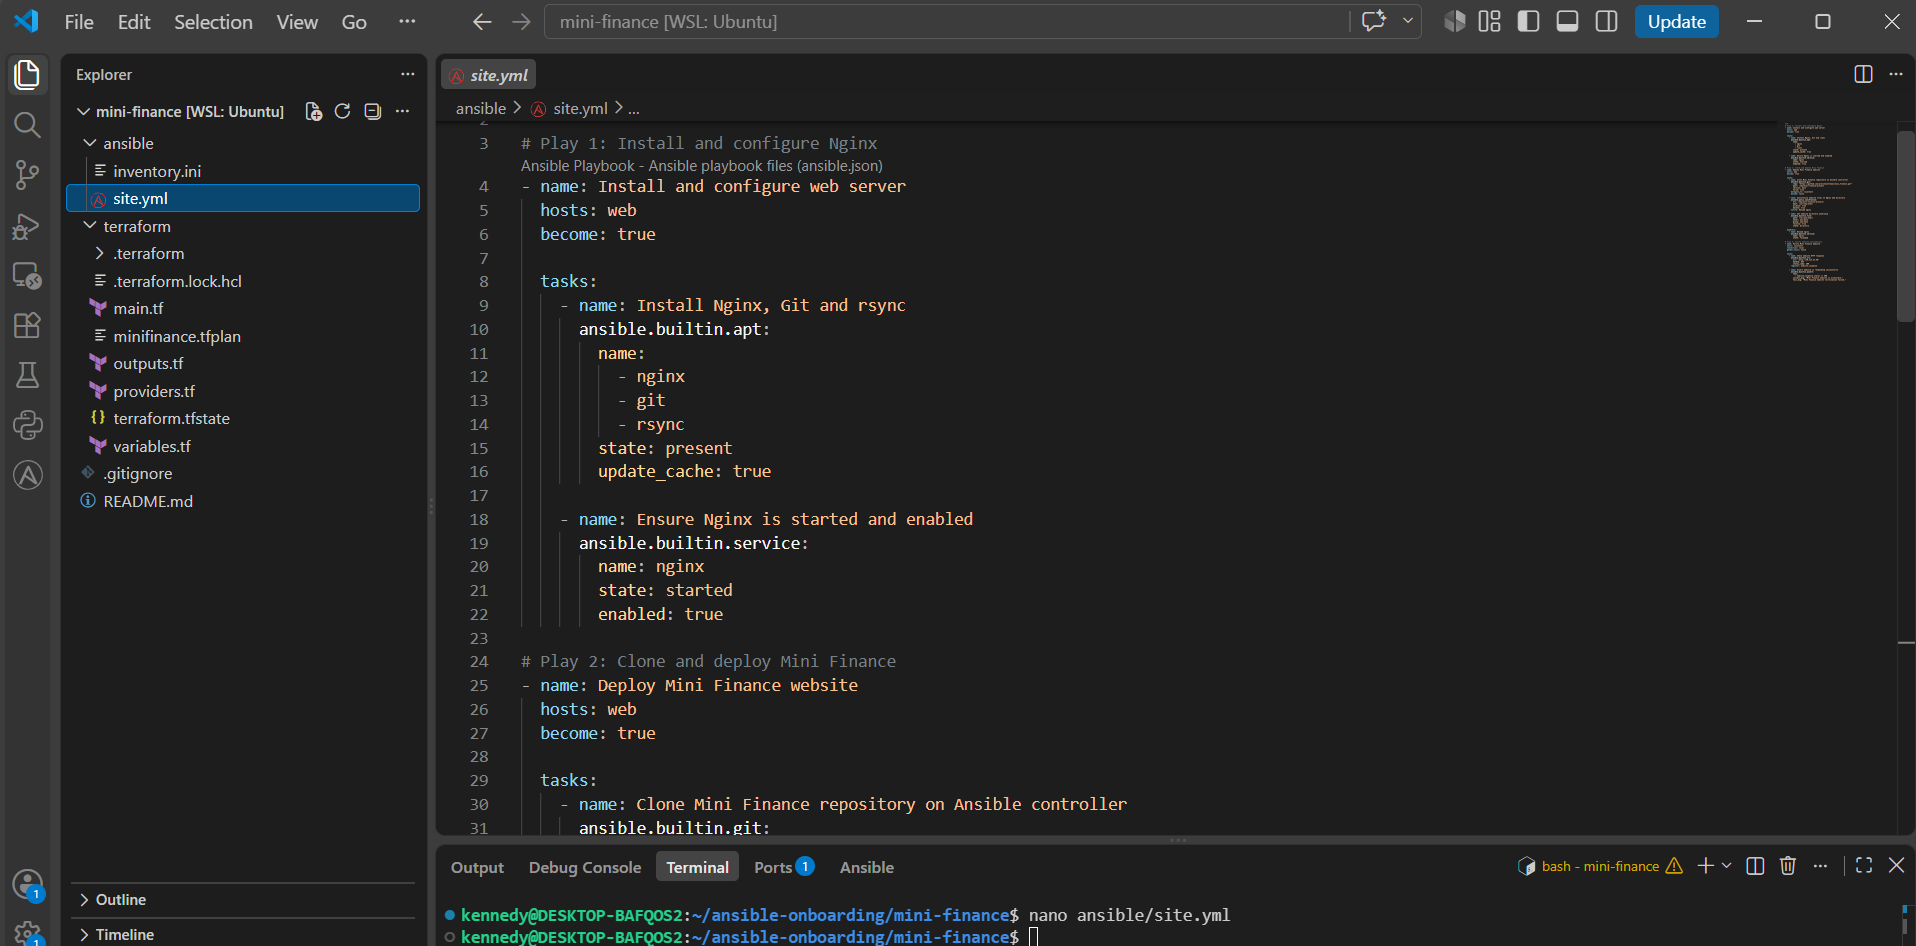 File Edit Selection View Go ···
mini-finance [WSL: Ubuntu]
Update
Explorer
mini-finance [WSL: Ubuntu]
ansible
inventory.ini
site.yml
terraform
.terraform
.terraform.lock.hcl
main.tf
minifinance.tfplan
outputs.tf
providers.tf
terraform.tfstate
variables.tf
.gitignore
README.md
Outline
Timeline
1
1
site.yml
ansible > site.yml > ...
2
3 # Play 1: Install and configure Nginx
Ansible Playbook - Ansible playbook files (ansible.json)
4 - name: Install and configure web server
5 hosts: web
6 become: true
7
8 tasks:
9 - name: Install Nginx, Git and rsync
10 ansible.builtin.apt:
11 name:
12 - nginx
13 - git
14 - rsync
15 state: present
16 update_cache: true
17
18 - name: Ensure Nginx is started and enabled
19 ansible.builtin.service:
20 name: nginx
21 state: started
22 enabled: true
23
24 # Play 2: Clone and deploy Mini Finance
25 - name: Deploy Mini Finance website
26 hosts: web
27 become: true
28
29 tasks:
30 - name: Clone Mini Finance repository on Ansible controller
31 ansible.builtin.git:
Output Debug Console Terminal Ports 1 Ansible
bash - mini-finance
kennedy@DESKTOP-BAFQOS2:~/ansible-onboarding/mini-finance$ nano ansible/site.yml
kennedy@DESKTOP-BAFQOS2:~/ansible-onboarding/mini-finance$